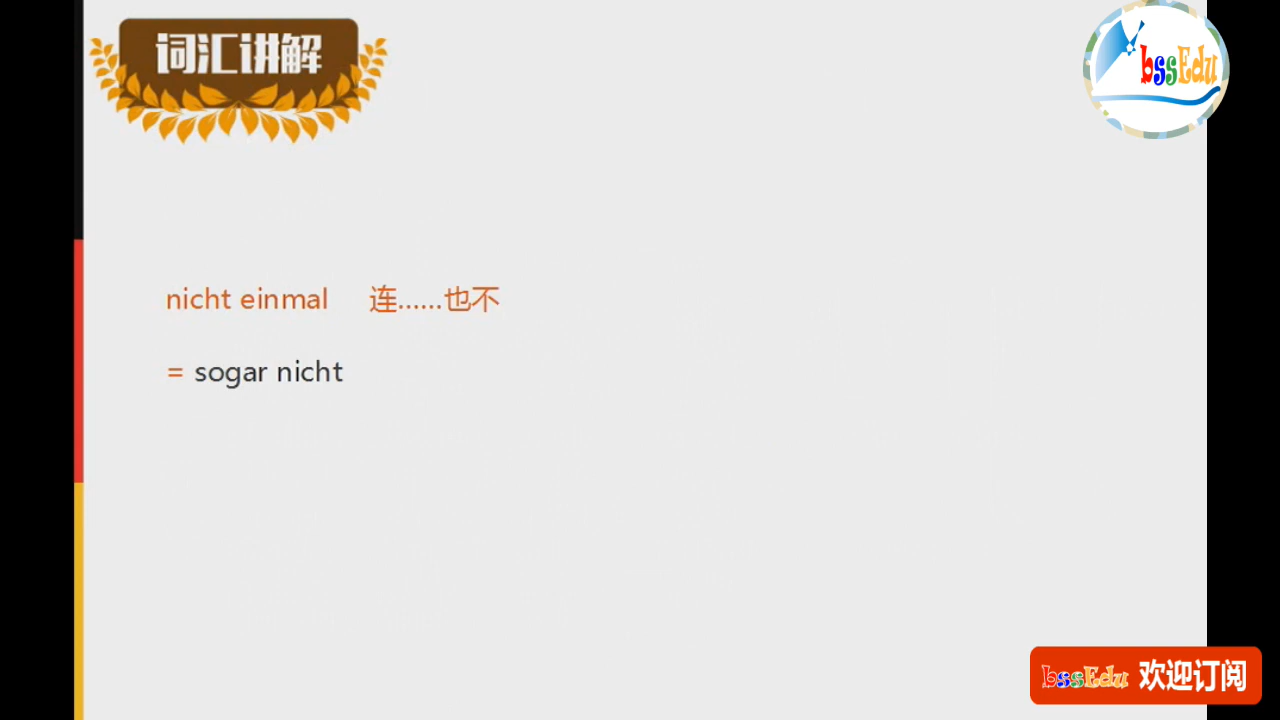 词汇讲解
bssEdu
nicht einmal 连……也不
= sogar nicht
bssEdu 欢迎订阅